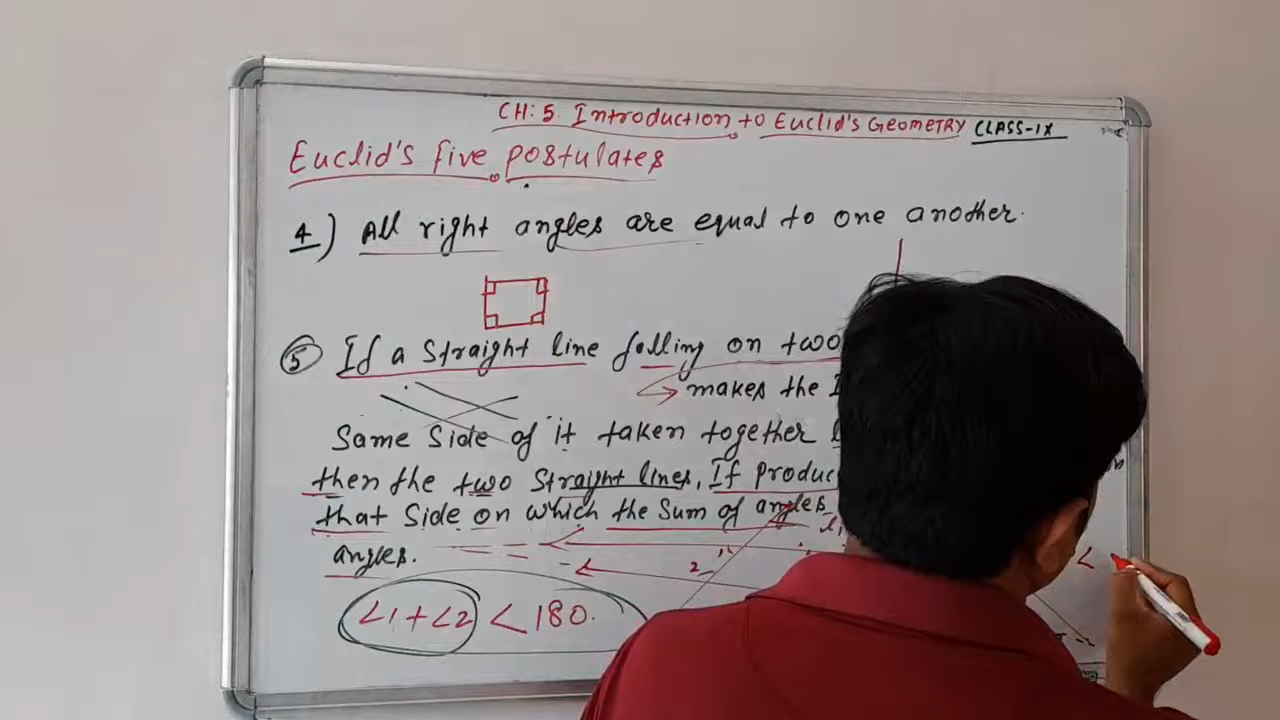 CH: 5. Introduction to Euclid's GEOMETRY CLASS-IX
Euclid's five postulates
4) All right angles are equal to one another.
5 If a straight line falling on two
makes the
Same side of it taken together
then the two straight lines, If produc
that side on which the sum of angles
angles.
1
2
∠1+∠2 < 180.
<